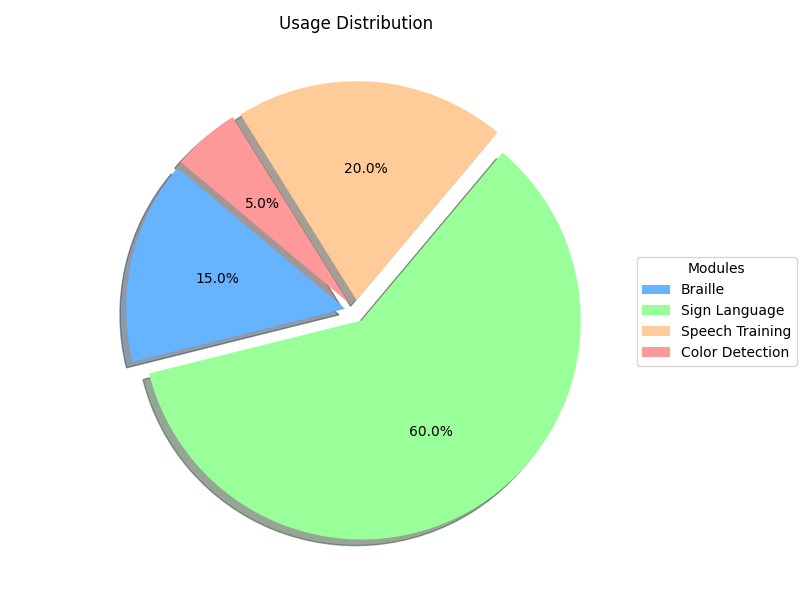 Usage Distribution
20.0%
5.0%
15.0%
60.0%
Modules
Braille
Sign Language
Speech Training
Color Detection